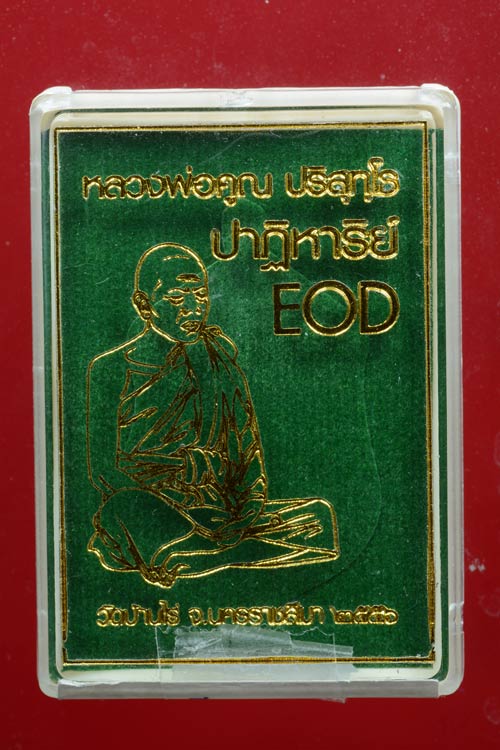 หลวงพ่อคูณ ปริสุทฺโธ
ปาฏิหาริย์
EOD
วัดบ้านไร่ จ.นครราชสีมา ๒๕๕๖